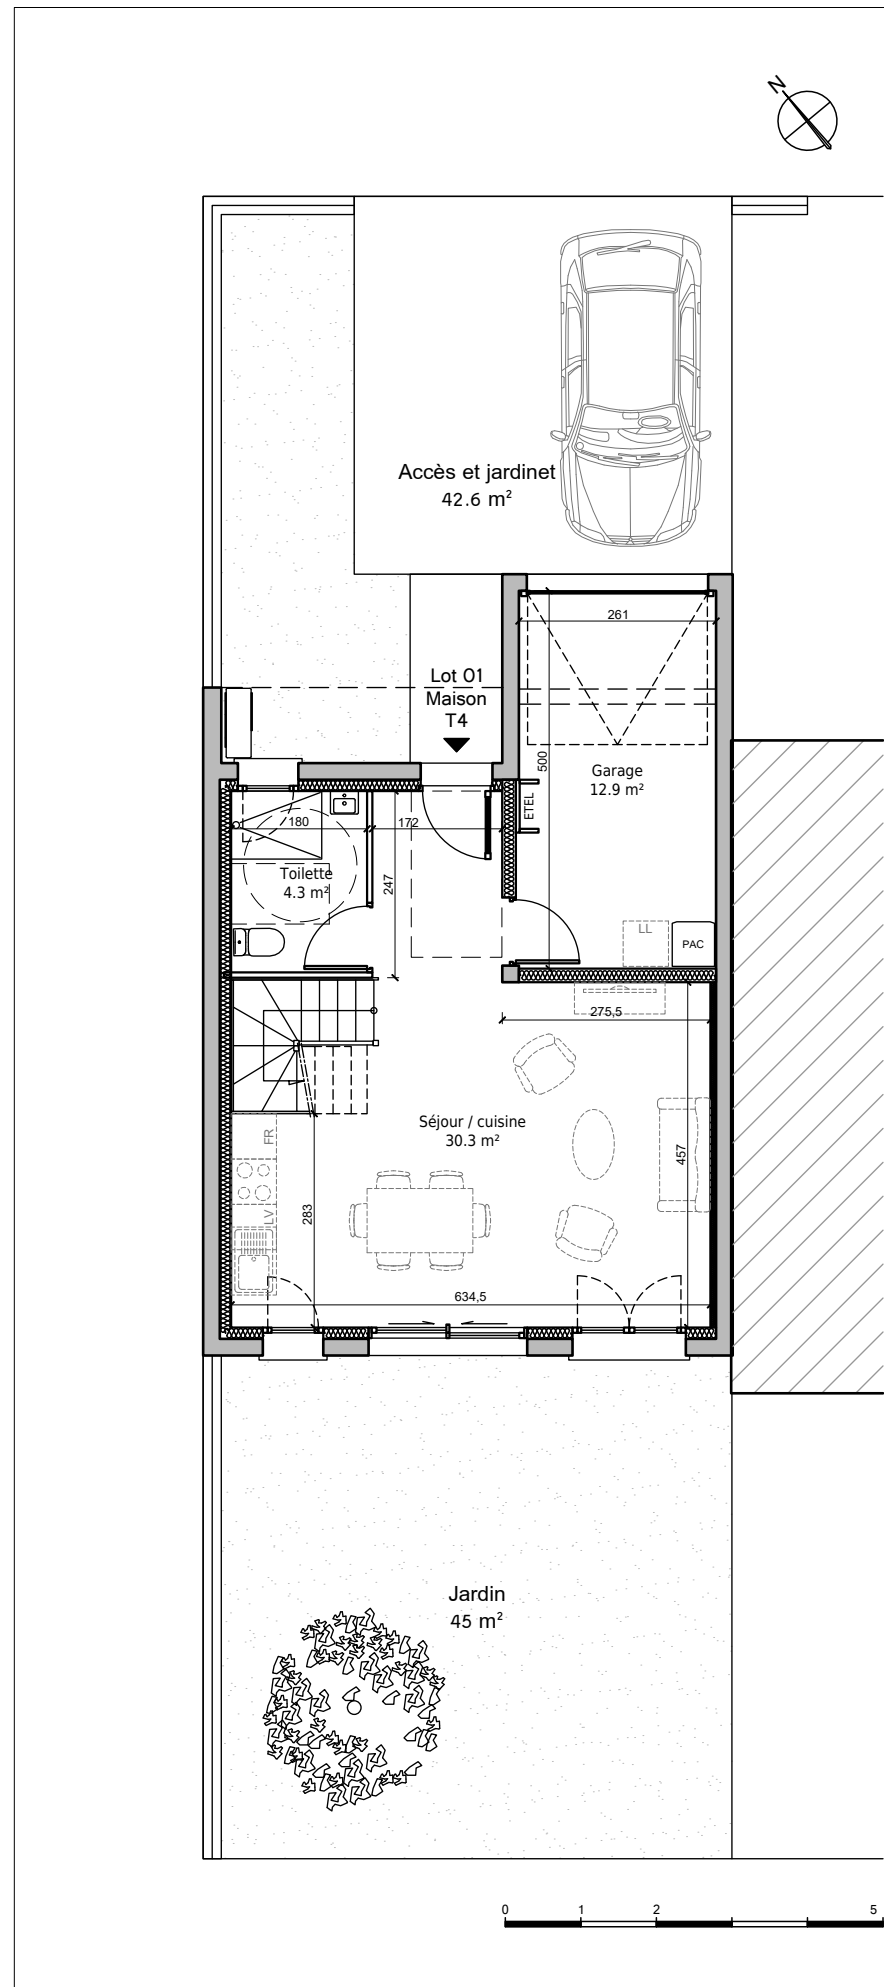 N
Accès et jardinet
42.6 m²
261
Lot 01
Maison
T4
500
Garage
12.9 m²
ETEL
180
172
Toilette
4.3 m²
247
LL
PAC
275,5
Séjour / cuisine
30.3 m²
FR
457
LV
283
634,5
Jardin
45 m²
0 1 2 5